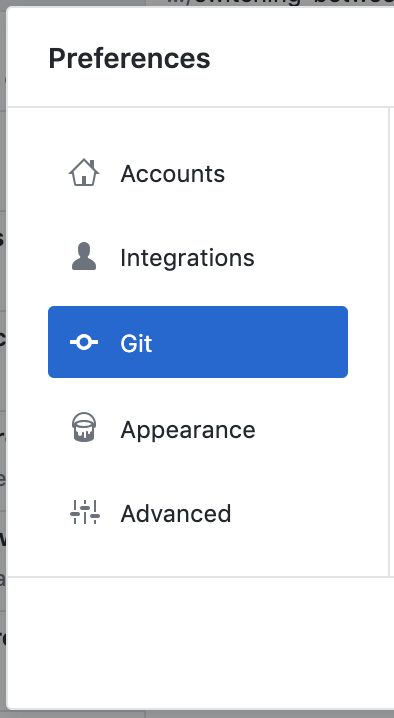 Preferences
Accounts
Integrations
Git
Appearance
Advanced